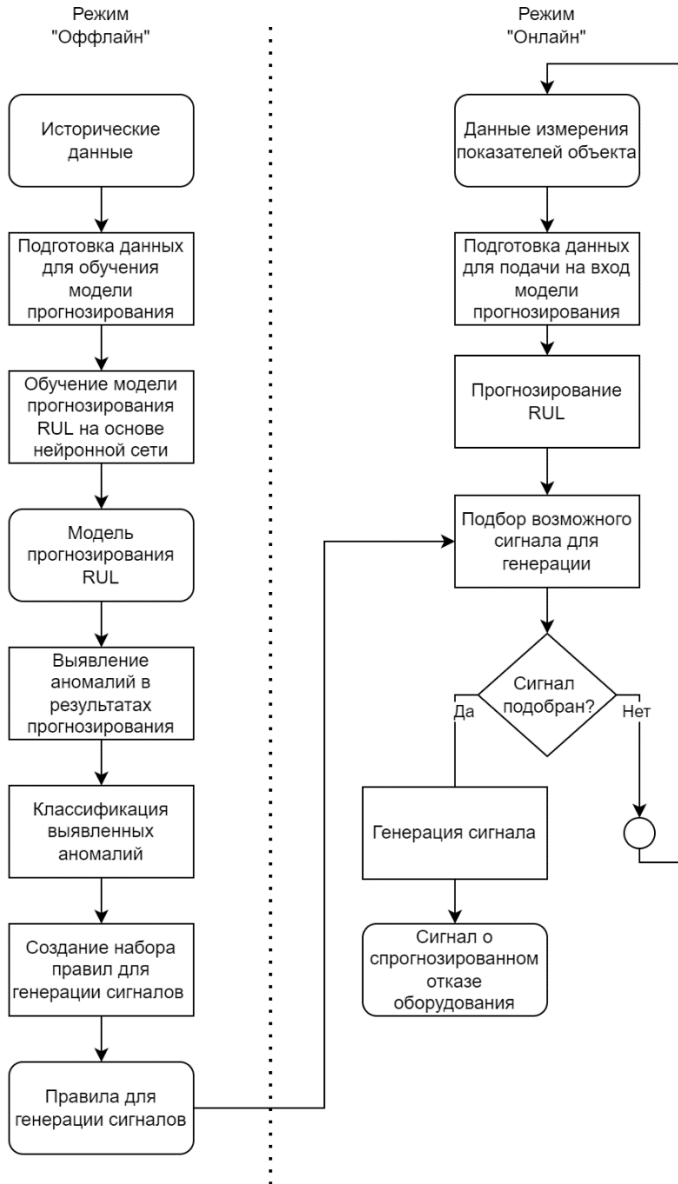 Режим
"Оффлайн"
Исторические
данные
Подготовка данных
для обучения
модели
прогнозирования
Обучение модели
прогнозирования
RUL на основе
нейронной сети
Модель
прогнозирования
RUL
Выявление
аномалий в
результатах
прогнозирования
Классификация
выявленных
аномалий
Создание набора
правил для
генерации сигналов
Правила для
генерации сигналов
Режим
"Онлайн"
Данные измерения
показателей объекта
Подготовка данных
для подачи на вход
модели
прогнозирования
Прогнозирование
RUL
Подбор возможного
сигнала для
генерации
Сигнал
подобран?
Да
Нет
Генерация сигнала
Сигнал о
спрогнозированном
отказе
оборудования